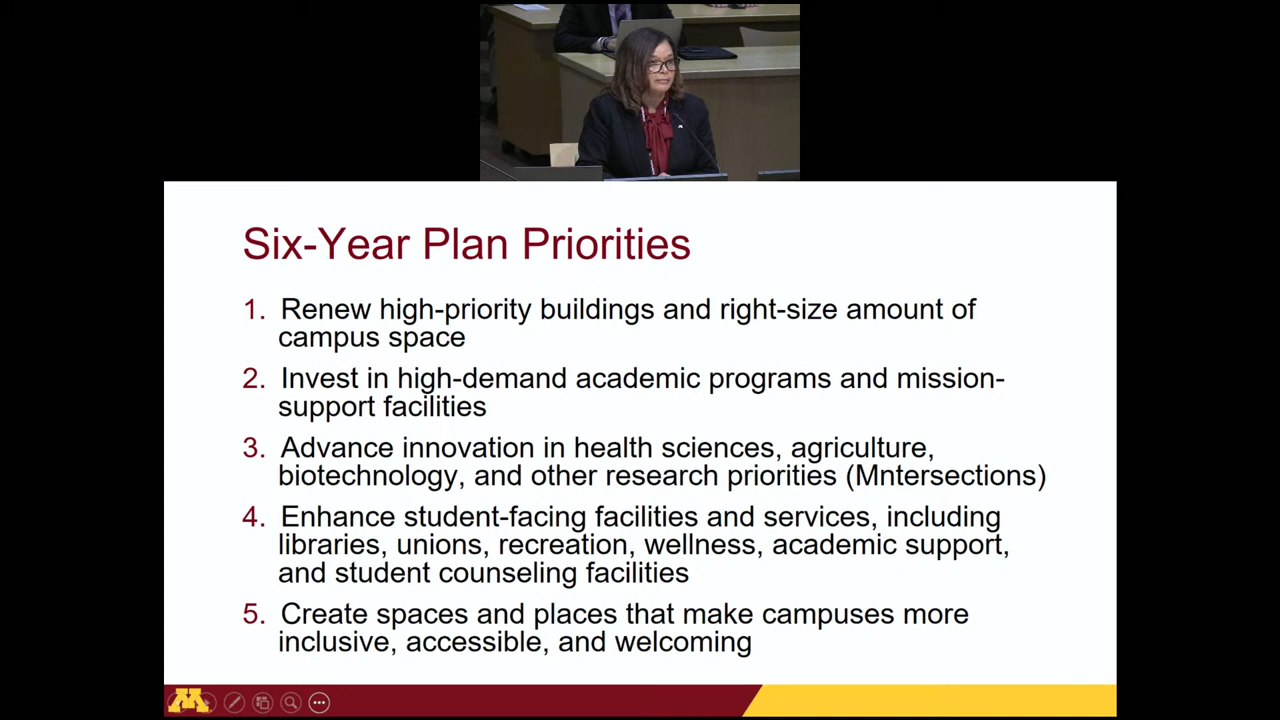 Six-Year Plan Priorities
1. Renew high-priority buildings and right-size amount of
campus space
2. Invest in high-demand academic programs and mission-
support facilities
3. Advance innovation in health sciences, agriculture,
biotechnology, and other research priorities (Mntersections)
4. Enhance student-facing facilities and services, including
libraries, unions, recreation, wellness, academic support,
and student counseling facilities
5. Create spaces and places that make campuses more
inclusive, accessible, and welcoming
M